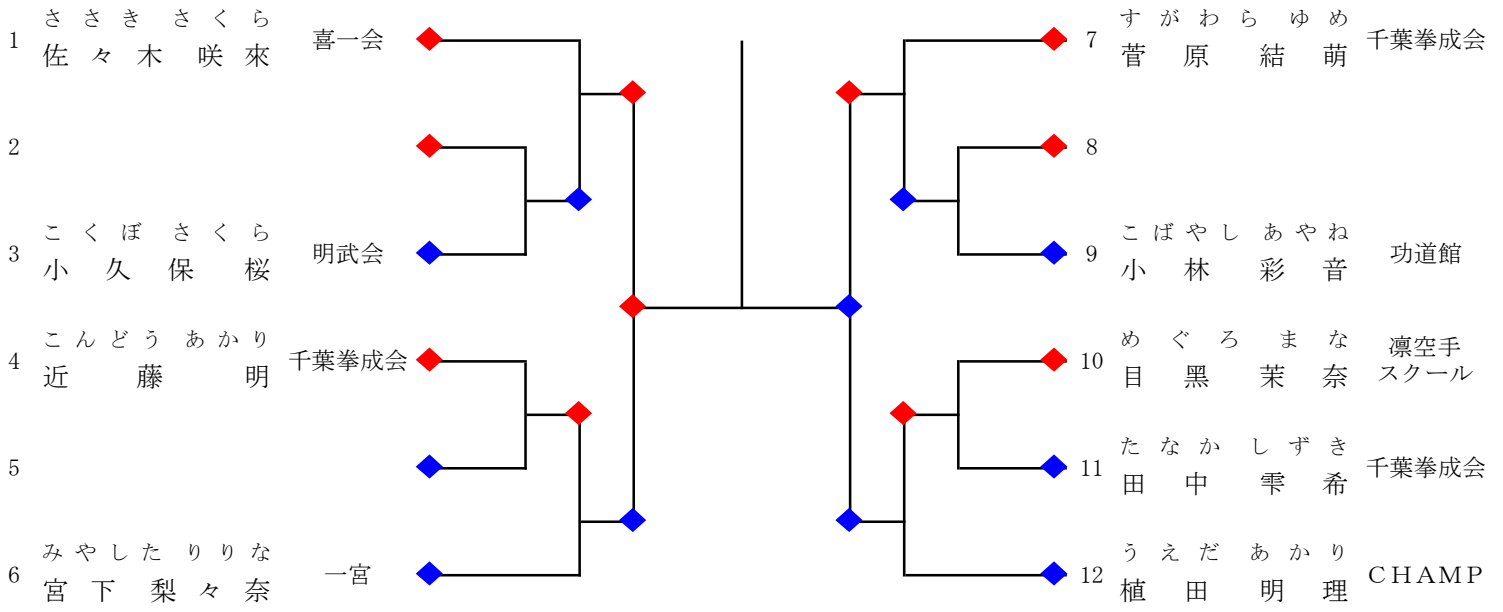 ささき さくら
1 佐々木 咲來 喜一会
2
こくぼ さくら
3 小久保 桜 明武会
こんどう あかり
4 近藤 明 千葉拳成会
5
みやした りりな
6 宮下 梨々奈 一宮
すがわら ゆめ
7 菅原 結萌 千葉拳成会
8
こばやし あやね
9 小林 彩音 功道館
めぐろ まな
10 目黒 茉奈 凛空手
スクール
たなか しずき
11 田中 雫希 千葉拳成会
うえだ あかり
12 植田 明理 CHAMP